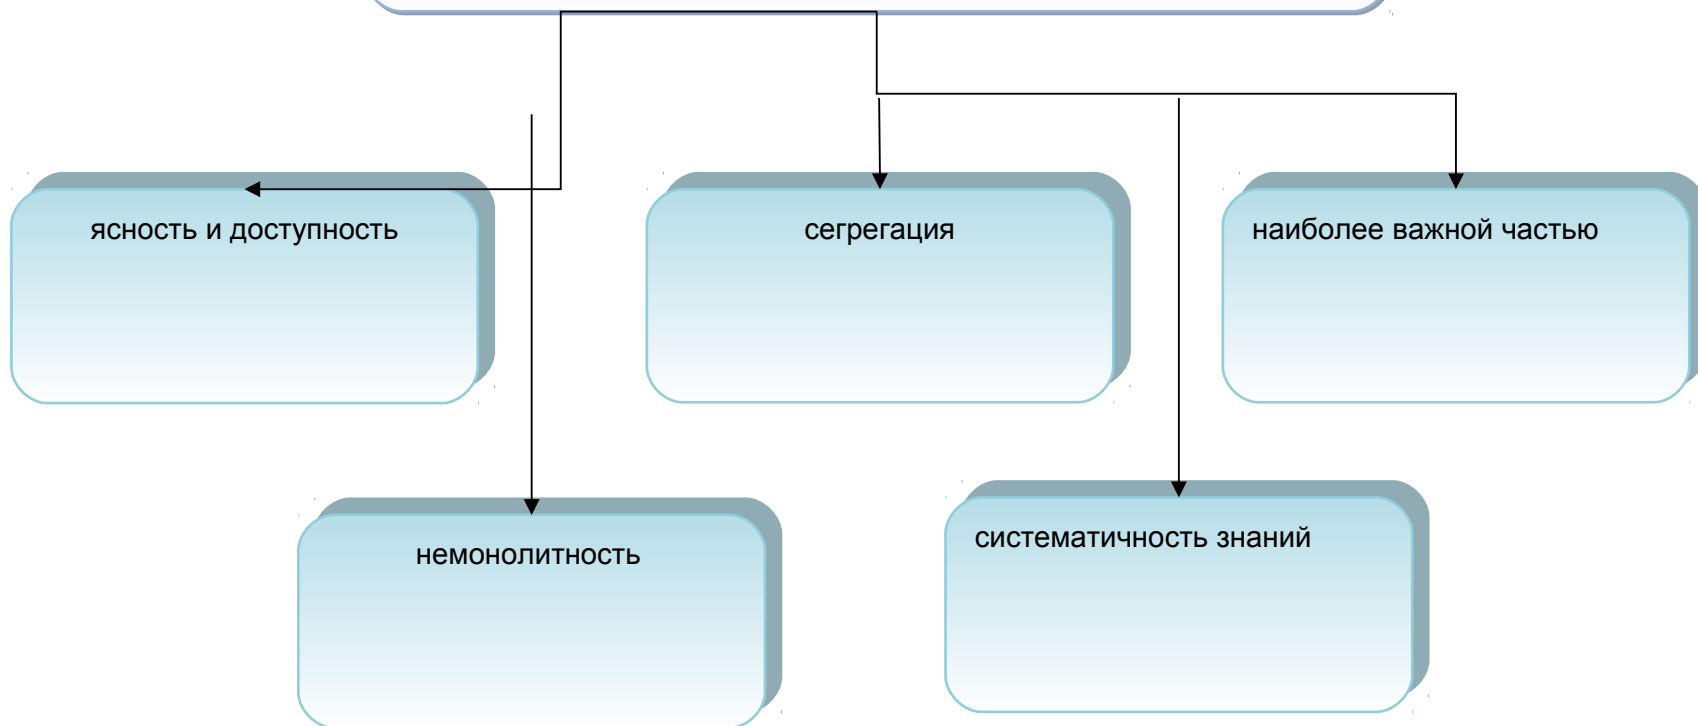 ясность и доступность
сегрегация
наиболее важной частью
немонолитность
систематичность знаний